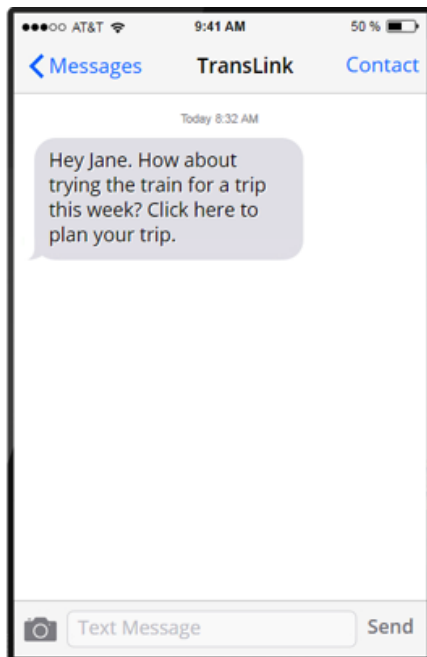 AT&T 9:41 AM 50 %
Messages TransLink Contact
Today 8:32 AM
Hey Jane. How about
trying the train for a trip
this week? Click here to
plan your trip.
Text Message Send